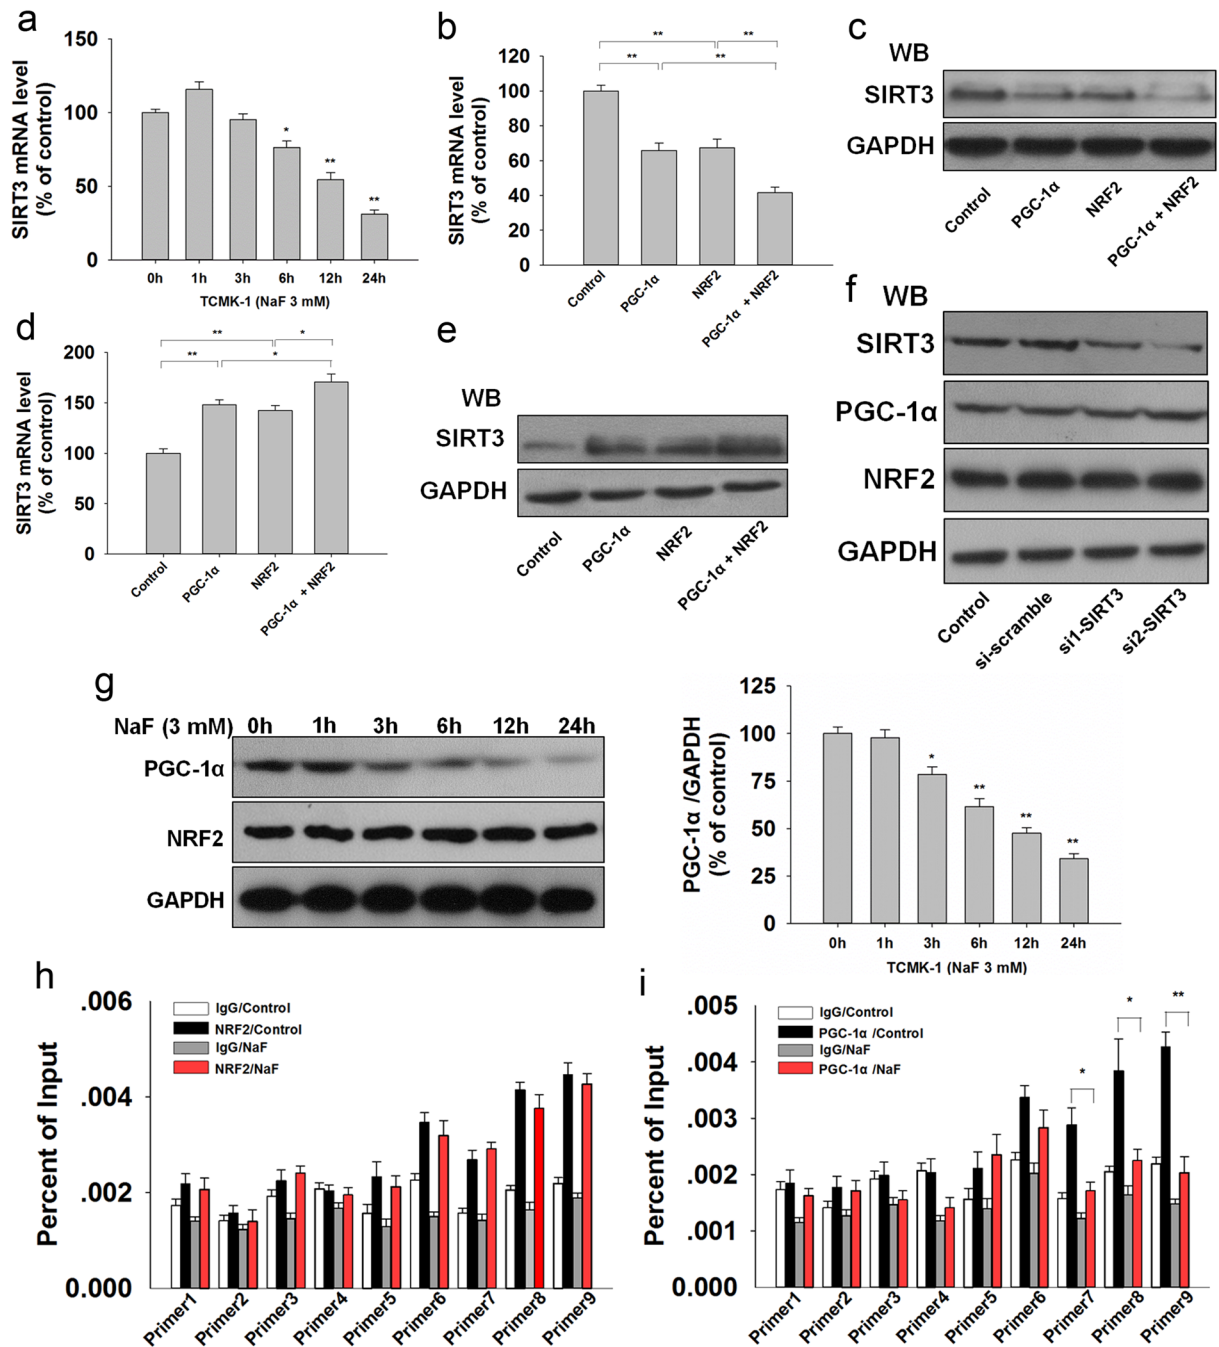 a
SIRT3 mRNA level
(% of control)
150
100
50
0
*
**
**
0h 1h 3h 6h 12h 24h
TCMK-1 (NaF 3 mM)
b
SIRT3 mRNA level
(% of control)
120
100
80
60
40
20
0
** **
** **
Control PGC-1α NRF2 PGC-1α + NRF2
c
WB
SIRT3
GAPDH
Control PGC-1α NRF2 PGC-1α + NRF2
d
SIRT3 mRNA level
(% of control)
200
150
100
50
0
** *
** *
Control PGC-1α NRF2 PGC-1α + NRF2
e
WB
SIRT3
GAPDH
Control PGC-1α NRF2 PGC-1α + NRF2
f
WB
SIRT3
PGC-1α
NRF2
GAPDH
Control si-scramble si1-SIRT3 si2-SIRT3
g
NaF (3 mM) 0h 1h 3h 6h 12h 24h
PGC-1α
NRF2
GAPDH
PGC-1α /GAPDH
(% of control)
125
100
75
50
25
0
*
**
**
**
0h 1h 3h 6h 12h 24h
TCMK-1 (NaF 3 mM)
h
Percent of Input
.006
.004
.002
0.000
IgG/Control
NRF2/Control
IgG/NaF
NRF2/NaF
Primer1 Primer2 Primer3 Primer4 Primer5 Primer6 Primer7 Primer8 Primer9
i
Percent of Input
.005
.004
.003
.002
.001
0.000
IgG/Control
PGC-1α /Control
IgG/NaF
PGC-1α /NaF
* **
*
Primer1 Primer2 Primer3 Primer4 Primer5 Primer6 Primer7 Primer8 Primer9